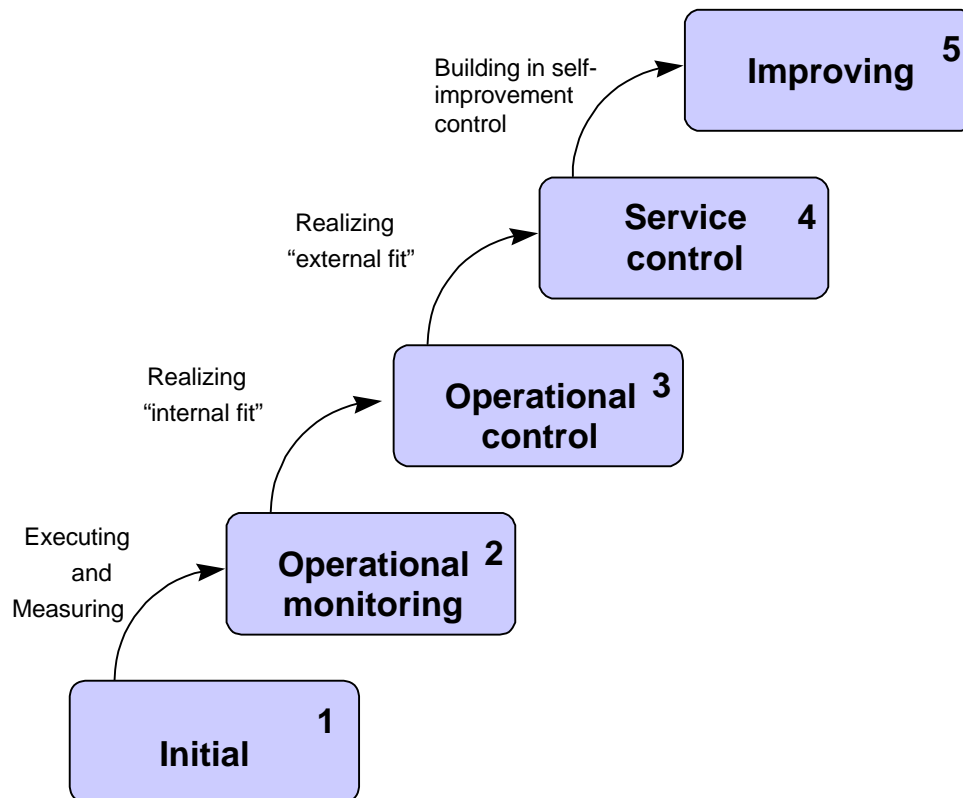 5
Improving
Building in self-
improvement
control
Service
control
4
Realizing
“external fit”
Operational
control
3
Realizing
“internal fit”
Operational
monitoring
2
Executing
and
Measuring
1
Initial